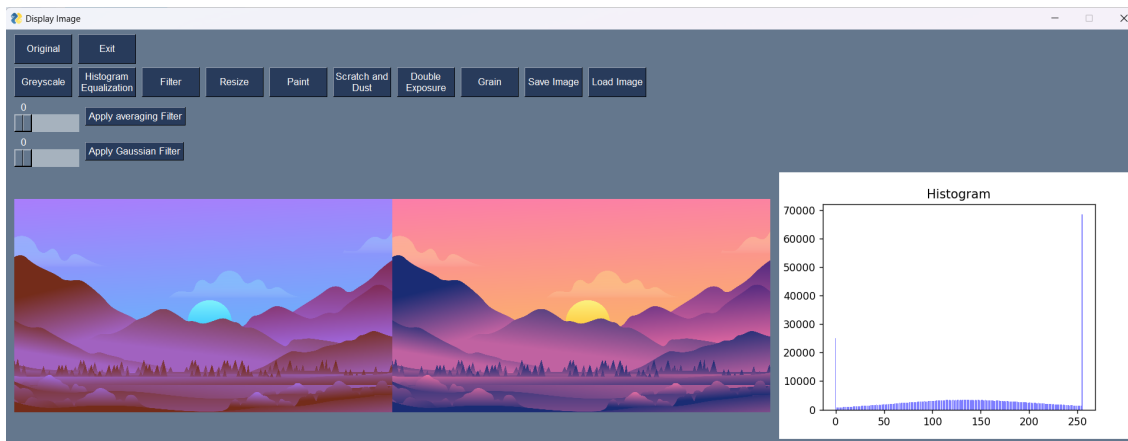 Display Image
Original Exit
Greyscale Histogram Equalization Filter Resize Paint Scratch and Dust Double Exposure Grain Save Image Load Image
0
Apply averaging Filter
0
Apply Gaussian Filter
Histogram
70000
60000
50000
40000
30000
20000
10000
0
0 50 100 150 200 250